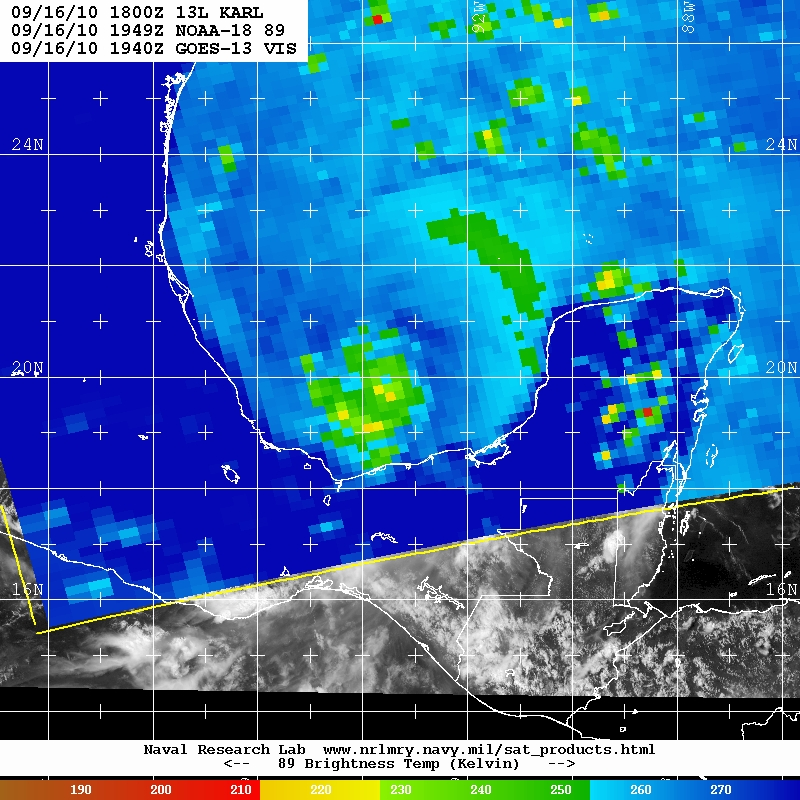 09/16/10 1800Z 13L KARL
09/16/10 1949Z NOAA-18 89
09/16/10 1940Z GOES-13 VIS
92W 88W
24N 24N
20N 20N
16N 16N
Naval Research Lab www.nrlmry.navy.mil/sat_products.html
<-- 89 Brightness Temp (Kelvin) -->
190 200 210 220 230 240 250 260 270